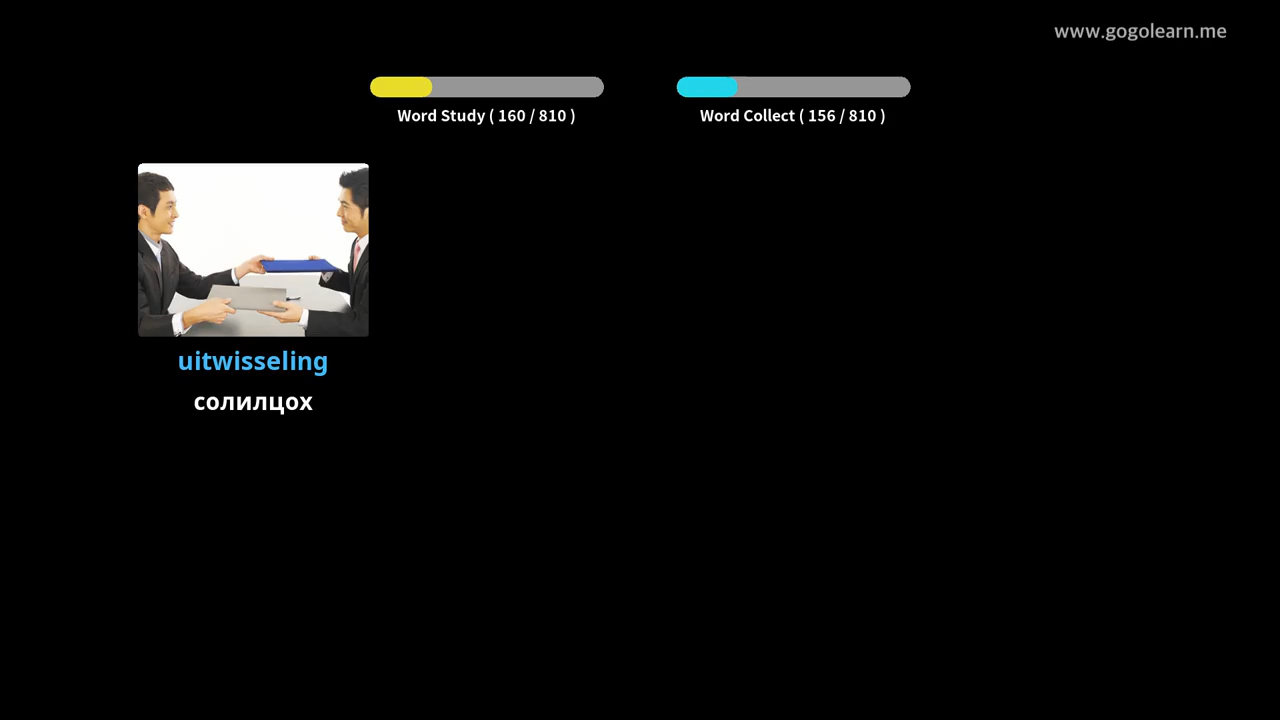 www.gogolearn.me
Word Study ( 160 / 810 )
Word Collect ( 156 / 810 )
uitwisseling
солилцох